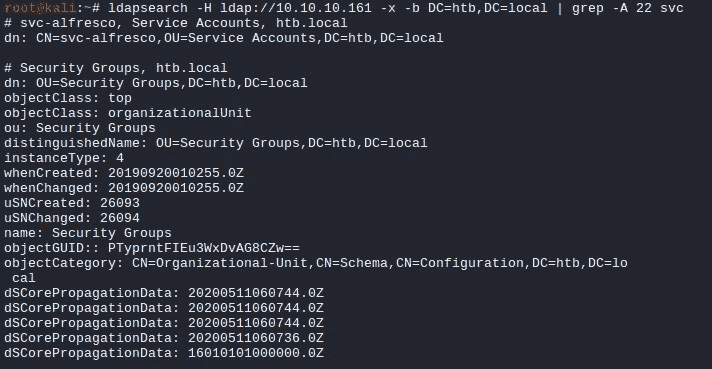 root@kali:~# ldapsearch -H ldap://10.10.10.161 -x -b DC=htb,DC=local | grep -A 22 svc
# svc-alfresco, Service Accounts, htb.local
dn: CN=svc-alfresco,OU=Service Accounts,DC=htb,DC=local

# Security Groups, htb.local
dn: OU=Security Groups,DC=htb,DC=local
objectClass: top
objectClass: organizationalUnit
ou: Security Groups
distinguishedName: OU=Security Groups,DC=htb,DC=local
instanceType: 4
whenCreated: 20190920010255.0Z
whenChanged: 20190920010255.0Z
uSNCreated: 26093
uSNChanged: 26094
name: Security Groups
objectGUID:: PTyprntFIEu3WxDvAG8CZw==
objectCategory: CN=Organizational-Unit,CN=Schema,CN=Configuration,DC=htb,DC=lo
 cal
dSCorePropagationData: 20200511060744.0Z
dSCorePropagationData: 20200511060744.0Z
dSCorePropagationData: 20200511060744.0Z
dSCorePropagationData: 20200511060736.0Z
dSCorePropagationData: 16010101000000.0Z